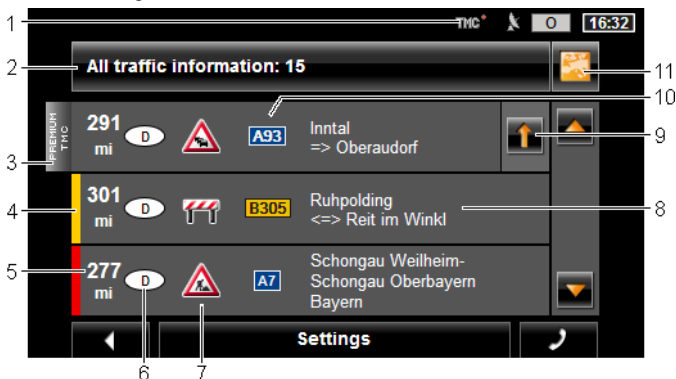 1
TMC
O
16:32
2
All traffic information: 15
11
10
3
PREMIUM
TMC
291
mi
D
A93
Inntal
=> Oberaudorf
9
4
301
mi
D
B305
Ruhpolding
<=> Reit im Winkl
8
5
277
mi
D
A7
Schongau Weilheim-
Schongau Oberbayern
Bayern
Settings
6
7